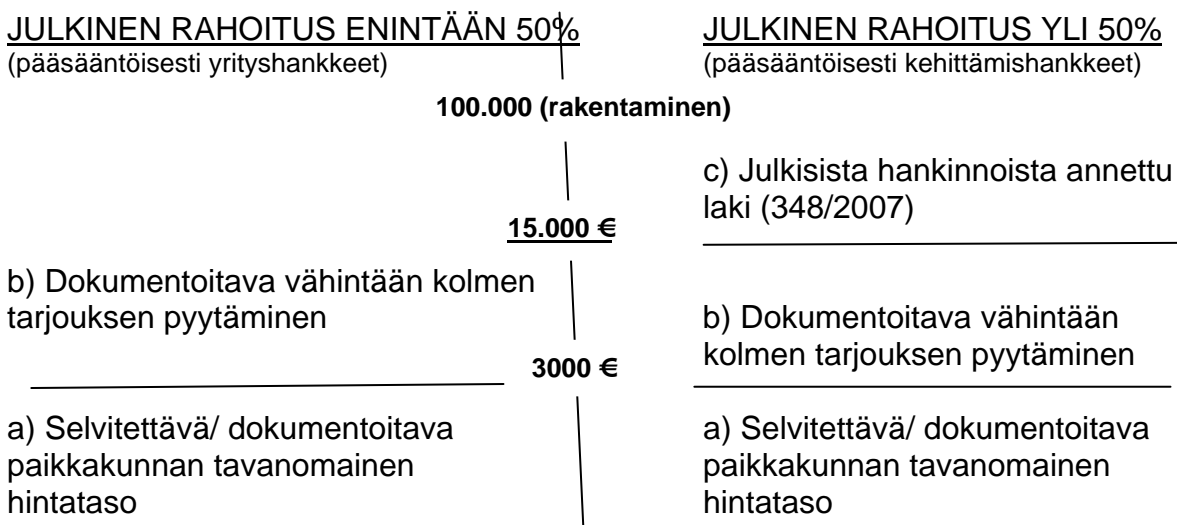 JULKINEN RAHOITUS ENINTÄÄN 50%
(pääsääntöisesti yrityshankkeet)
JULKINEN RAHOITUS YLI 50%
(pääsääntöisesti kehittämishankkeet)
100.000 (rakentaminen)
c) Julkisista hankinnoista annettu
laki (348/2007)
15.000 €
b) Dokumentoitava vähintään kolmen
tarjouksen pyytäminen
b) Dokumentoitava vähintään
kolmen tarjouksen pyytäminen
3000 €
a) Selvitettävä/ dokumentoitava
paikkakunnan tavanomainen
hintataso
a) Selvitettävä/ dokumentoitava
paikkakunnan tavanomainen
hintataso